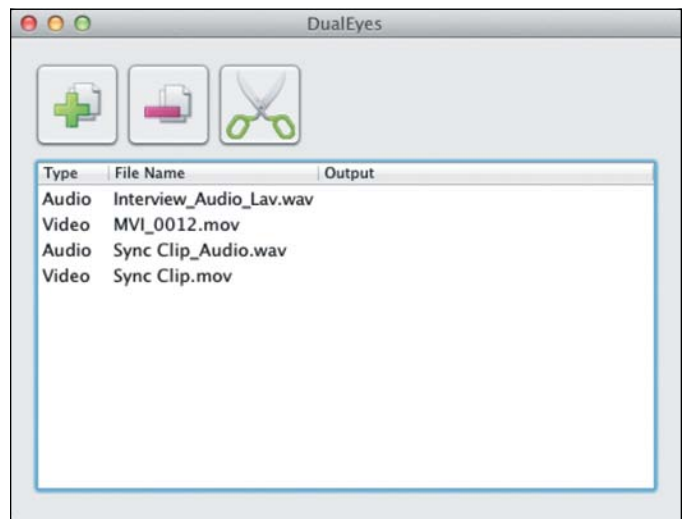 DualEyes
Type File Name Output
Audio Interview_Audio_Lav.wav
Video MVI_0012.mov
Audio Sync Clip_Audio.wav
Video Sync Clip.mov